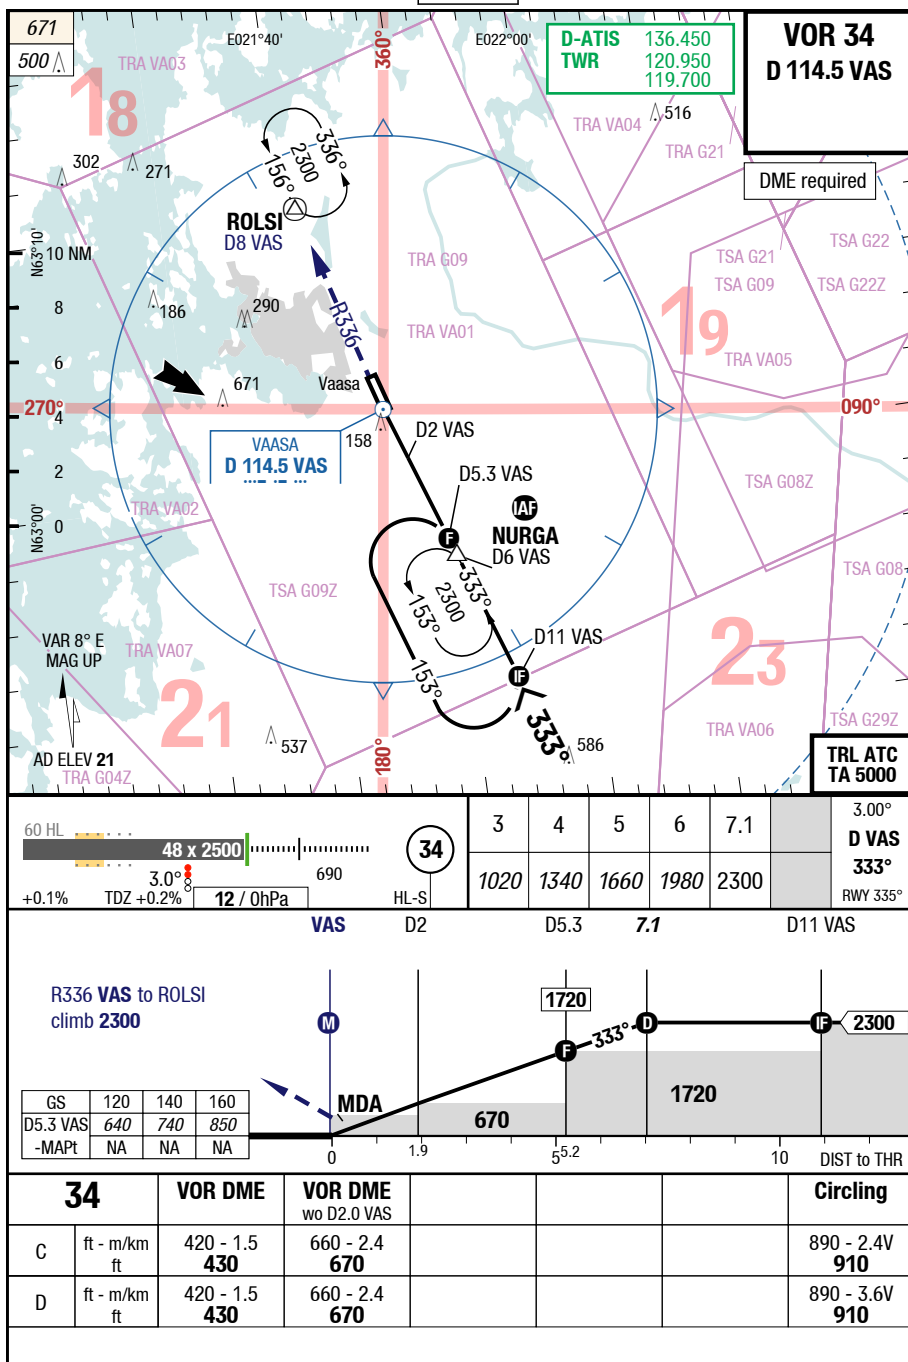 671
500
E021°40'
E022°00'
360°
D-ATIS 136.450
TWR 120.950
119.700
VOR 34
D 114.5 VAS
DME required
TRA VA03
18
302
271
336°
2300
156°
ROLSI
D8 VAS
TRA VA04
516
TRA G21
N63°10'
10 NM
TRA G09
TSA G21
TSA G09
TSA G22
TSA G22Z
8
186
290
R336
TRA VA01
19
TRA VA05
6
Vaasa
671
270°
090°
4
158
D2 VAS
VAASA
D 114.5 VAS
2
D5.3 VAS
TSA G08Z
TRA VA02
IAF
NURGA
D6 VAS
N63°00'
0
F
333°
2300
153°
TSA G08
TSA G09Z
D11 VAS
VAR 8° E
MAG UP
TRA VA07
153°
IF
23
21
333°
537
586
TRA VA06
TSA G29Z
180°
AD ELEV 21
TRA G04Z
TRL ATC
TA 5000
60 HL
48 x 2500
34
3.0°
690
+0.1%
TDZ +0.2%
12 / 0hPa
HL-S
3 4 5 6 7.1
1020 1340 1660 1980 2300
3.00°
D VAS
333°
RWY 335°
VAS D2 D5.3 7.1 D11 VAS
R336 VAS to ROLSI
climb 2300
M
1720
F
333°
D
IF
2300
GS 120 140 160
D5.3 VAS 640 740 850
-MAPt NA NA NA
MDA
670
1720
0 1.9 5 5.2 10 DIST to THR
34 VOR DME VOR DME Circling
wo D2.0 VAS
C ft - m/km 420 - 1.5 660 - 2.4 890 - 2.4V
ft 430 670 910
D ft - m/km 420 - 1.5 660 - 2.4 890 - 3.6V
ft 430 670 910